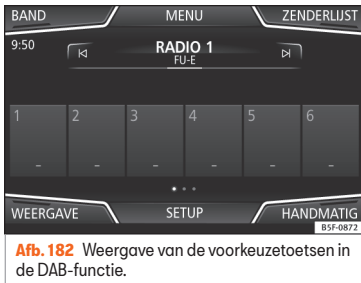 BAND MENU ZENDERLIJST
9:50 RADIO 1
FU-E
1 2 3 4 5 6
- - - - - -
WEERGAVE SETUP HANDMATIG
B5F-0872
Afb. 182 Weergave van de voorkeuzetoetsen in
de DAB-functie.